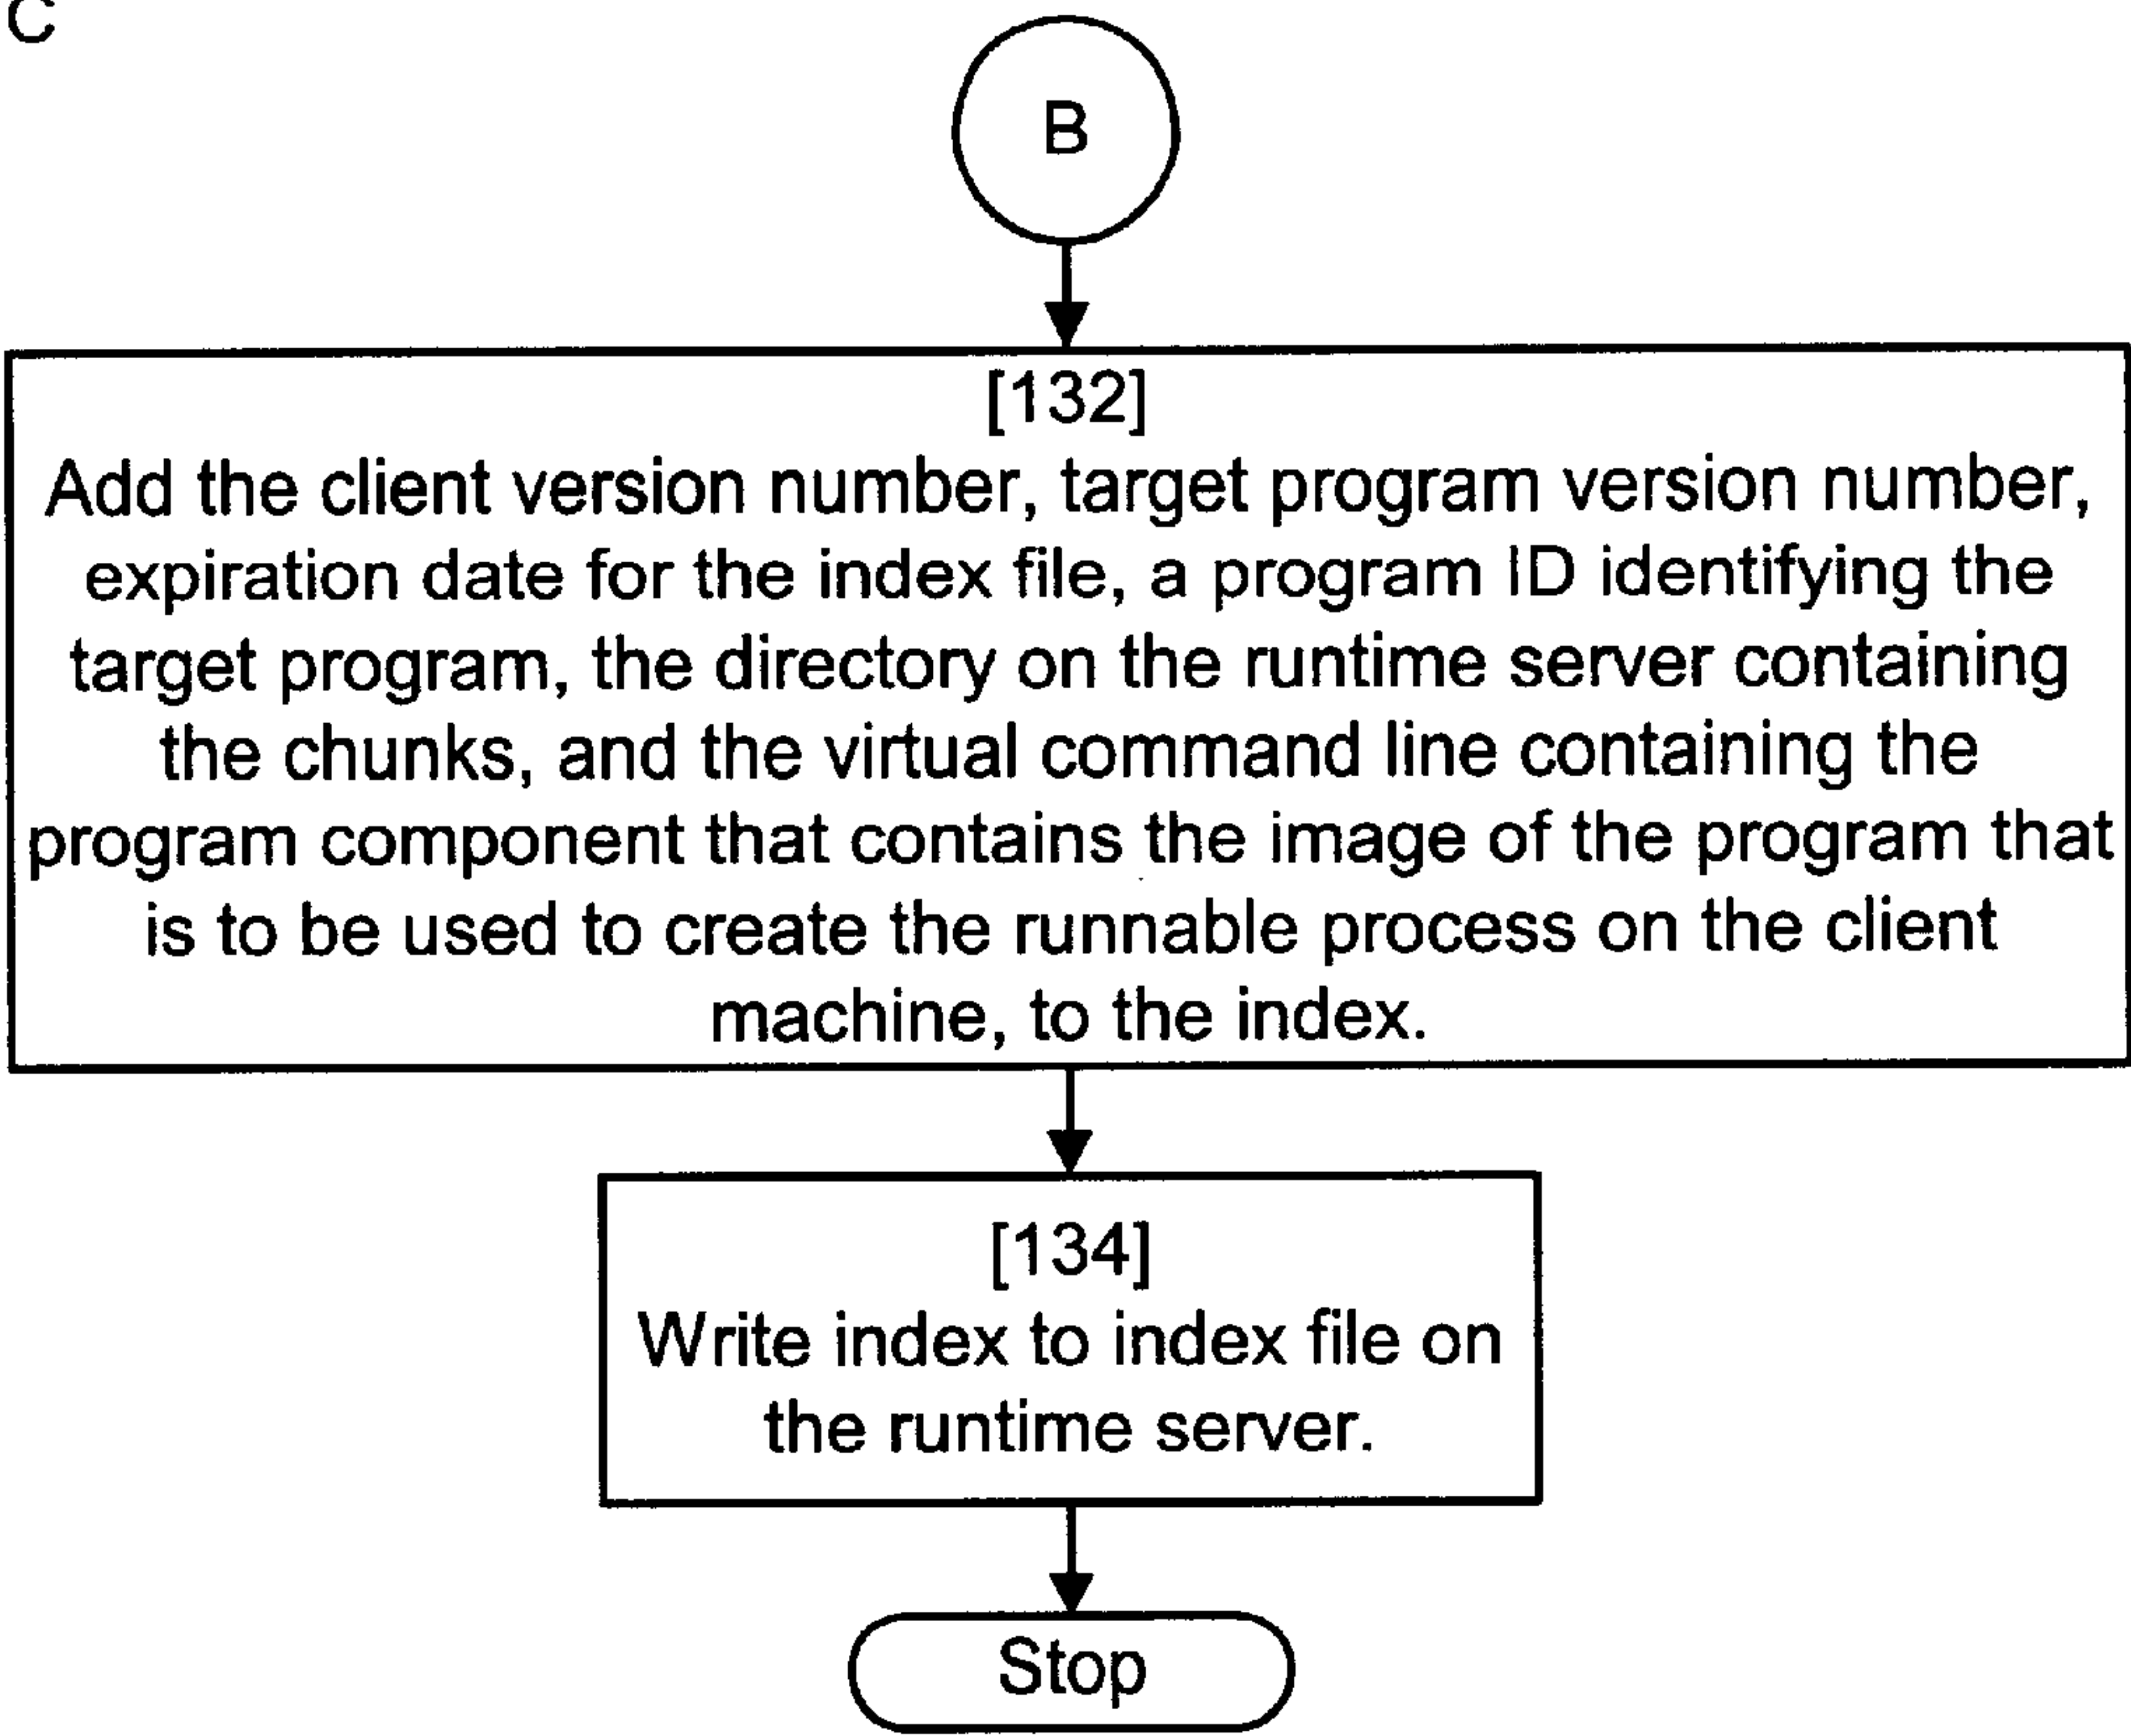 C
B
[132]
Add the client version number, target program version number,
expiration date for the index file, a program ID identifying the
target program, the directory on the runtime server containing
the chunks, and the virtual command line containing the
program component that contains the image of the program that
is to be used to create the runnable process on the client
machine, to the index.
[134]
Write index to index file on
the runtime server.
Stop